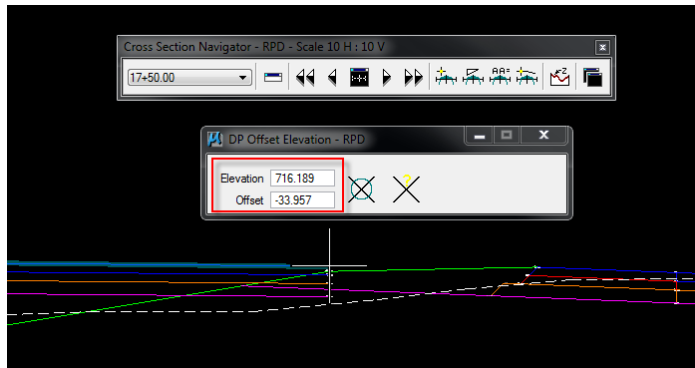 Cross Section Navigator - RPD - Scale 10 H : 10 V
17+50.00
DP Offset Elevation - RPD
Elevation 716.189
Offset -33.957